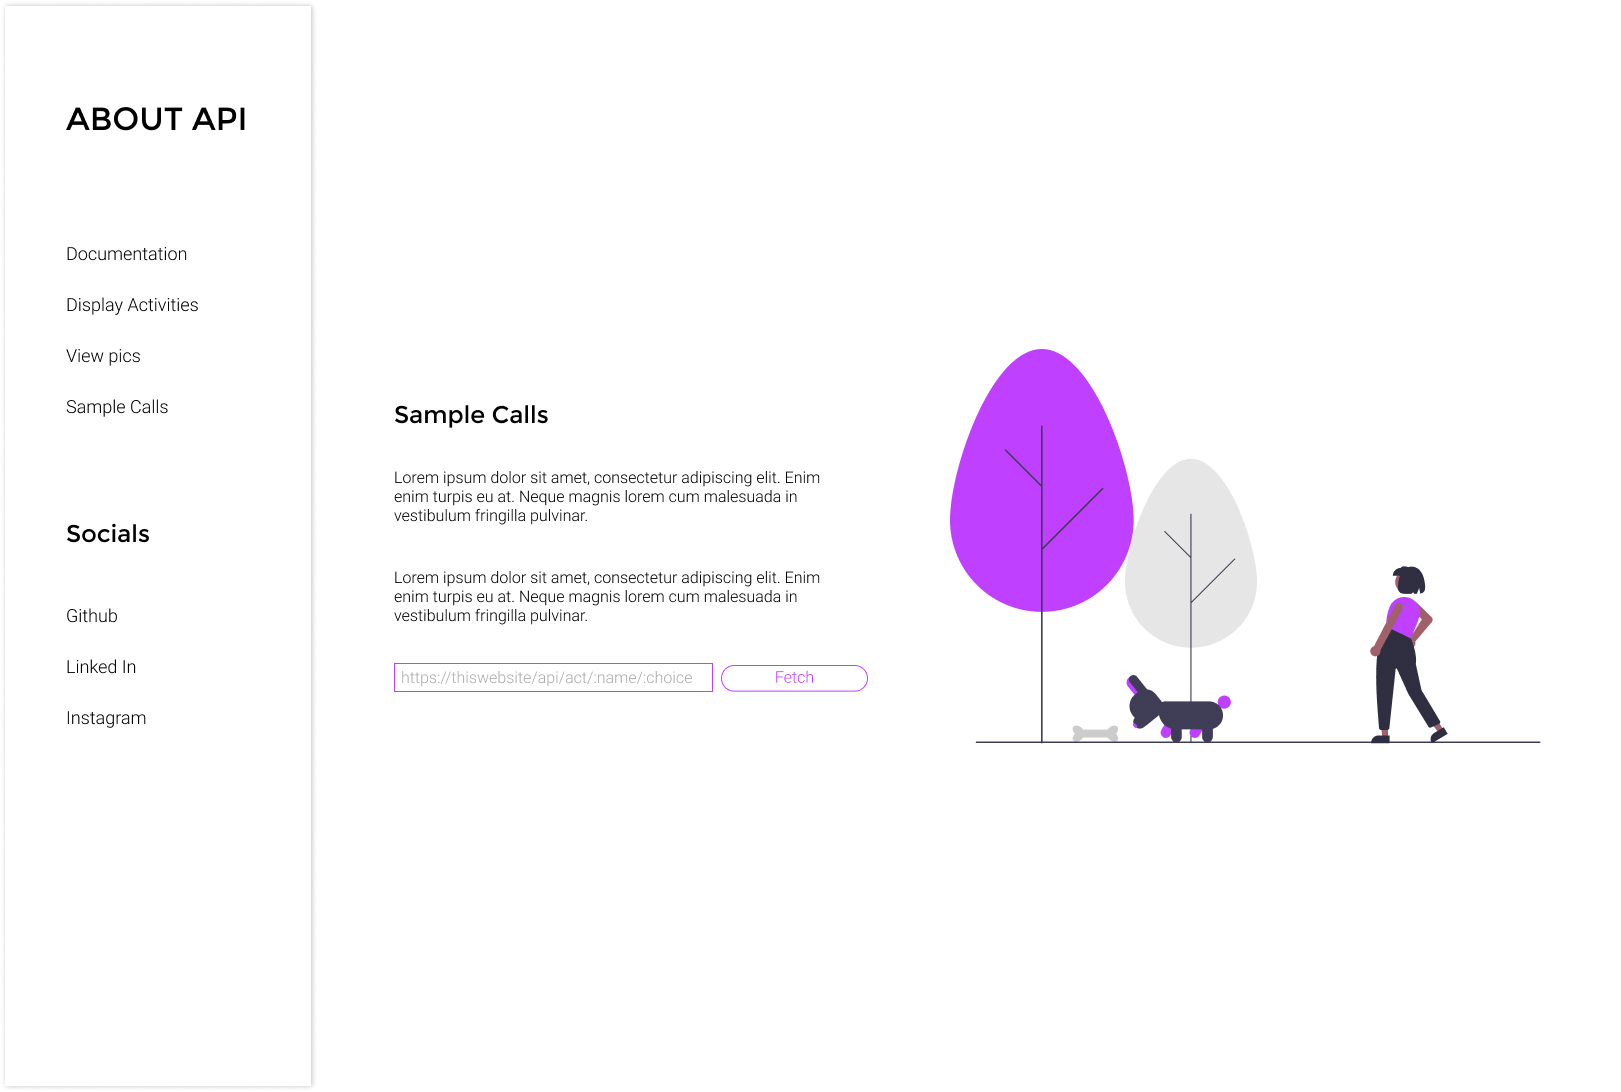 ABOUT API
Documentation
Display Activities
View pics
Sample Calls
Socials
Github
Linked In
Instagram
Sample Calls
Lorem ipsum dolor sit amet, consectetur adipiscing elit. Enim
enim turpis eu at. Neque magnis lorem cum malesuada in
vestibulum fringilla pulvinar.
Lorem ipsum dolor sit amet, consectetur adipiscing elit. Enim
enim turpis eu at. Neque magnis lorem cum malesuada in
vestibulum fringilla pulvinar.
https://thiswebsite/api/act/:name/:choice
Fetch